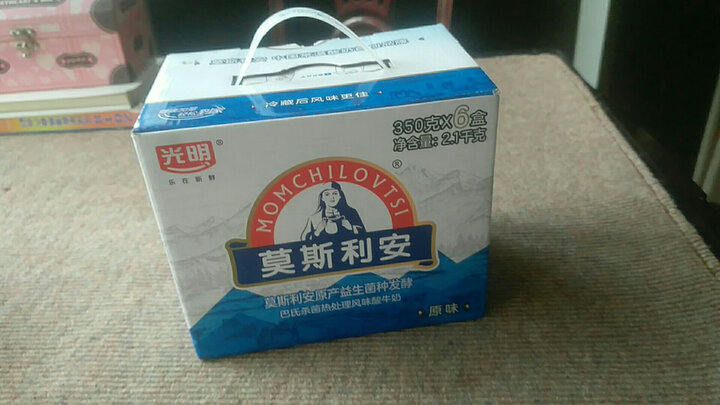 冷藏后风味更佳
350克×6盒
净含量：2.1千克
光明®
乐在新鲜
MOMCHILOVTSI
®
莫斯利安
莫斯利安原产益生菌种发酵
巴氏杀菌热处理风味酸牛奶
·原味·